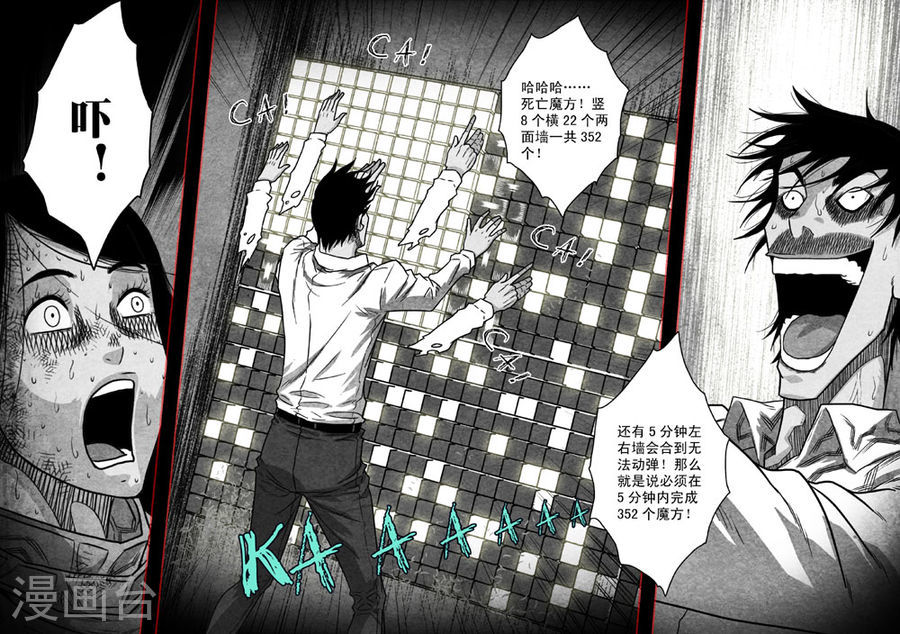 吓！
CA!
CA!
CA!
哈哈哈……
死亡魔方！竖
8个横22个两
面墙一共352
个！
CA!
CA!
还有5分钟左
右墙会合到无
法动弹！那么
就是说必须在
5分钟内完成
352个魔方！
KAAAAAAA
漫画台